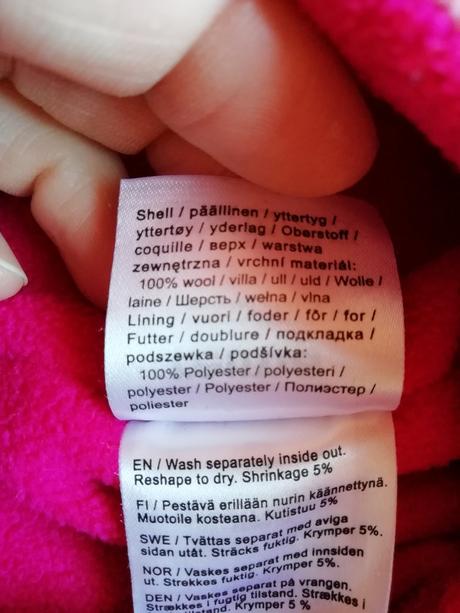 Shell / päällinen / yttertyg /
yttertøy / yderlag / Oberstoff /
coquille / верх / warstwa
zewnętrzna / vrchní materiál:
100% wool / villa / ull / uld / Wolle /
laine / Шерсть / wełna / vlna
Lining / vuori / foder / fôr / for /
Futter / doublure / подкладка /
podszewka / podšívka:
100% Polyester / polyesteri /
polyester / Polyester / Полиэстер /
poliester
EN / Wash separately inside out.
Reshape to dry. Shrinkage 5%
FI / Pestävä erillään nurin käännettynä.
Muotoile kosteana. Kutistuu 5%
SWE / Tvättas separat med aviga
sidan utåt. Sträcks fuktig. Krymper 5%.
NOR / Vaskes separat med innsiden
ut. Strekkes fuktig. Krymper 5%.
DEN / Vaskes separat på vrangen.
Strækkes i fugtig tilstand. Strækkes i
Krymper 5 %